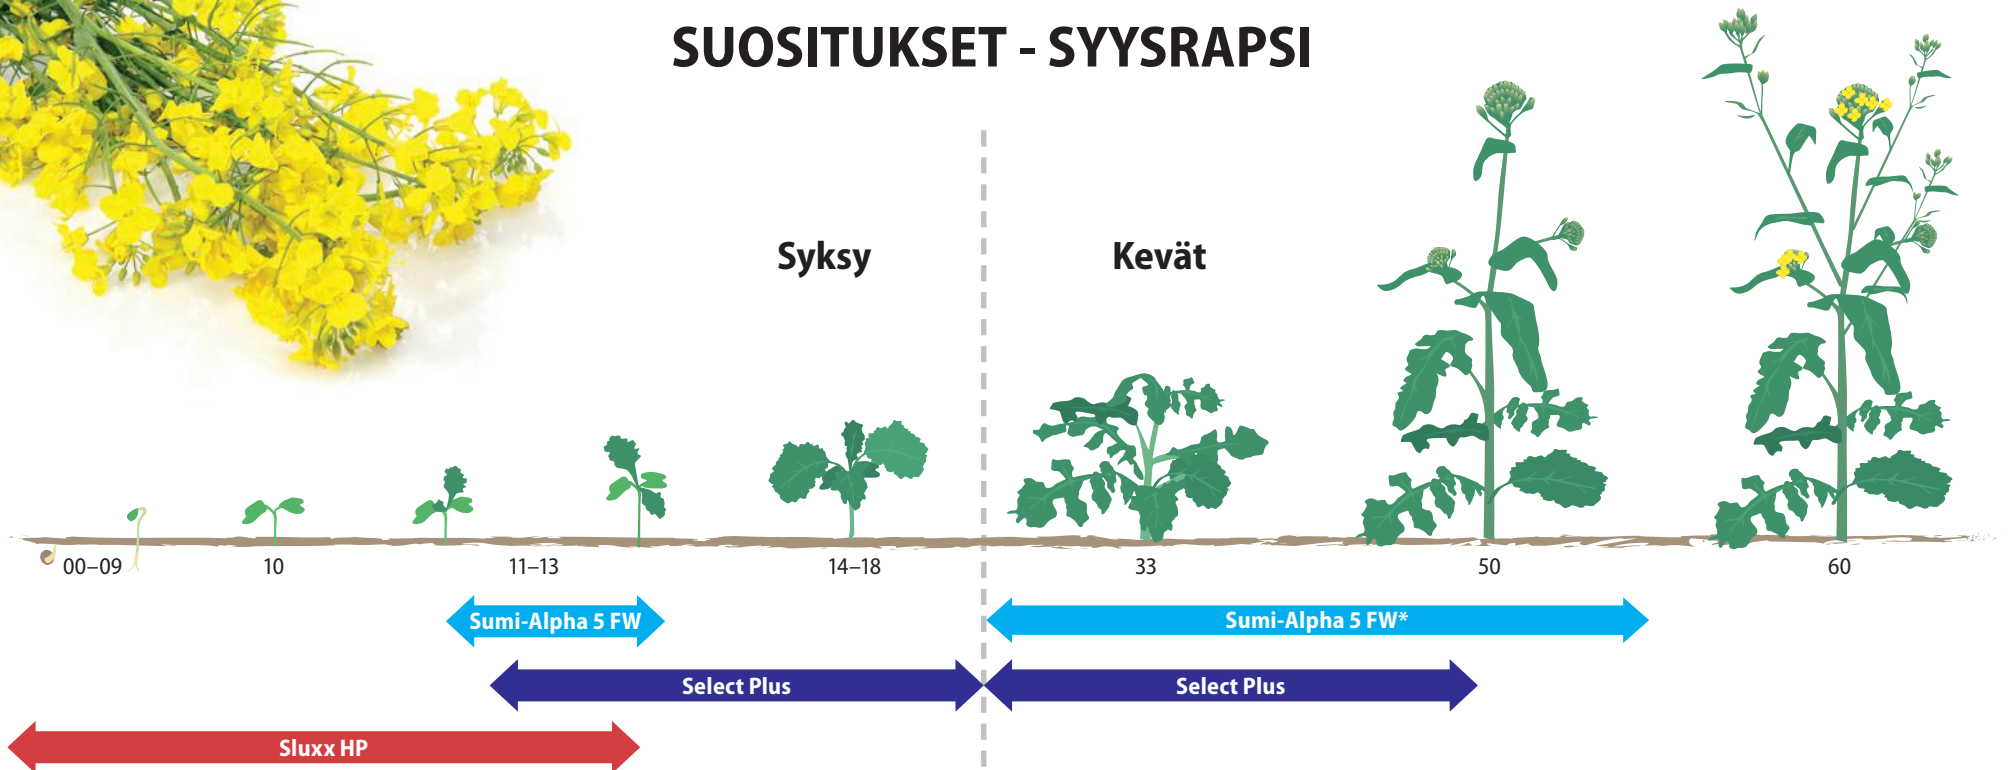 SUOSITUKSET - SYYSRAPSI
Syksy
Kevät
00–09
10
11–13
14–18
33
50
60
Sumi-Alpha 5 FW
Sumi-Alpha 5 FW*
Select Plus
Select Plus
Sluxx HP